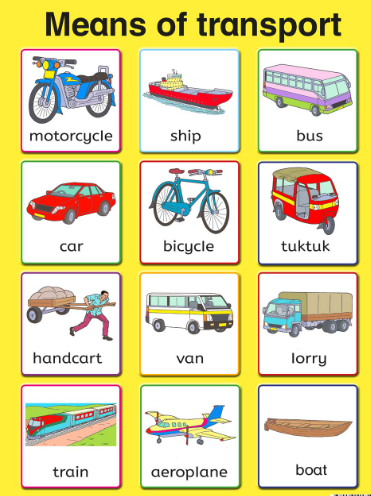 Means of transport
motorcycle
ship
bus
car
bicycle
tuktuk
handcart
van
lorry
train
aeroplane
boat